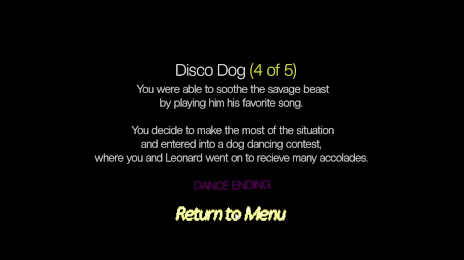 Disco Dog (4 of 5)
You were able to soothe the savage beast
by playing him his favorite song.
You decide to make the most of the situation
and entered into a dog dancing contest,
where you and Leonard went on to recieve many accolades.
DANCE ENDING
Return to Menu